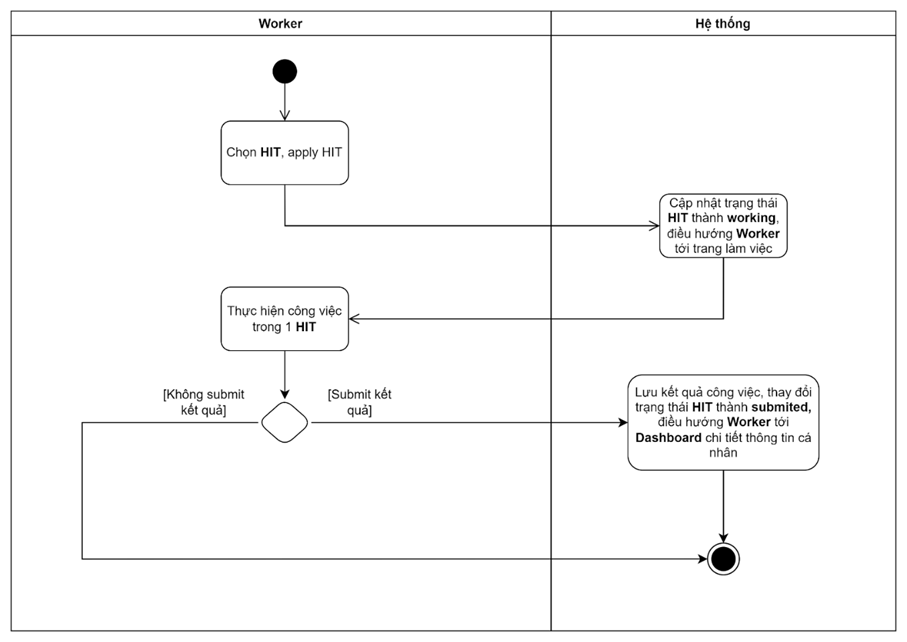 Worker
Hệ thống
Chọn HIT, apply HIT
Cập nhật trạng thái
HIT thành working,
điều hướng Worker
tới trang làm việc
Thực hiện công việc
trong 1 HIT
[Không submit
kết quả]
[Submit kết
quả]
Lưu kết quả công việc, thay đổi
trạng thái HIT thành submited,
điều hướng Worker tới
Dashboard chi tiết thông tin cá
nhân